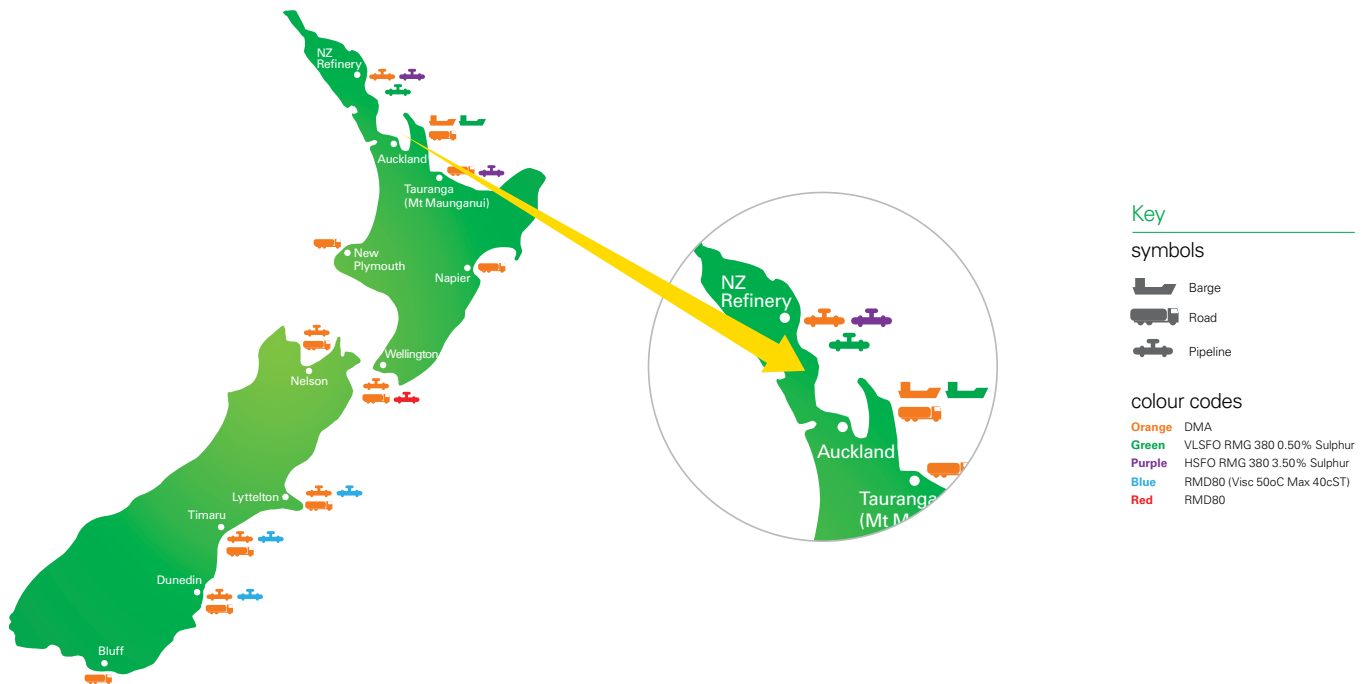 NZ
Refinery
Auckland
Tauranga
(Mt Maunganui)
New
Plymouth
Napier
Wellington
Nelson
Lyttelton
Timaru
Dunedin
Bluff
NZ
Refinery
Auckland
Tauranga
(Mt M
Key
symbols
Barge
Road
Pipeline
colour codes
Orange DMA
Green VLSFO RMG 380 0.50% Sulphur
Purple HSFO RMG 380 3.50% Sulphur
Blue RMD80 (Visc 50oC Max 40cST)
Red RMD80